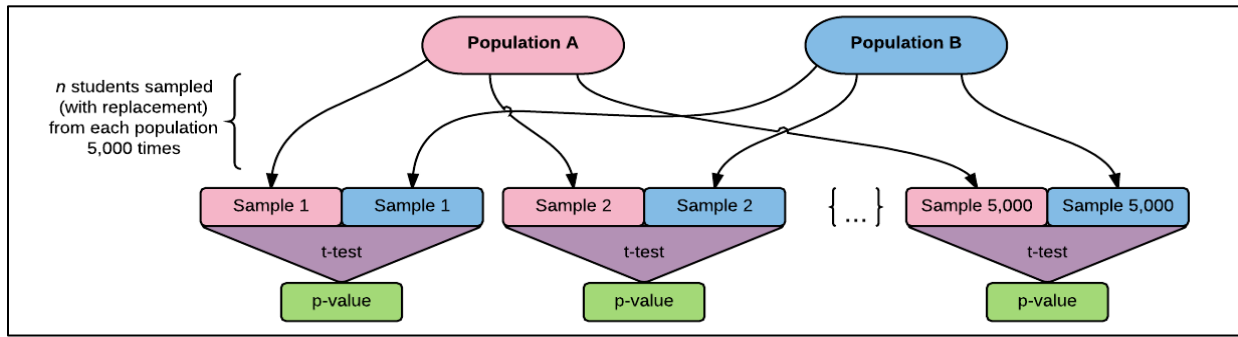 Population A
Population B
n students sampled
(with replacement)
from each population
5,000 times
Sample 1
Sample 1
Sample 2
Sample 2
{...}
Sample 5,000
Sample 5,000
t-test
t-test
t-test
p-value
p-value
p-value